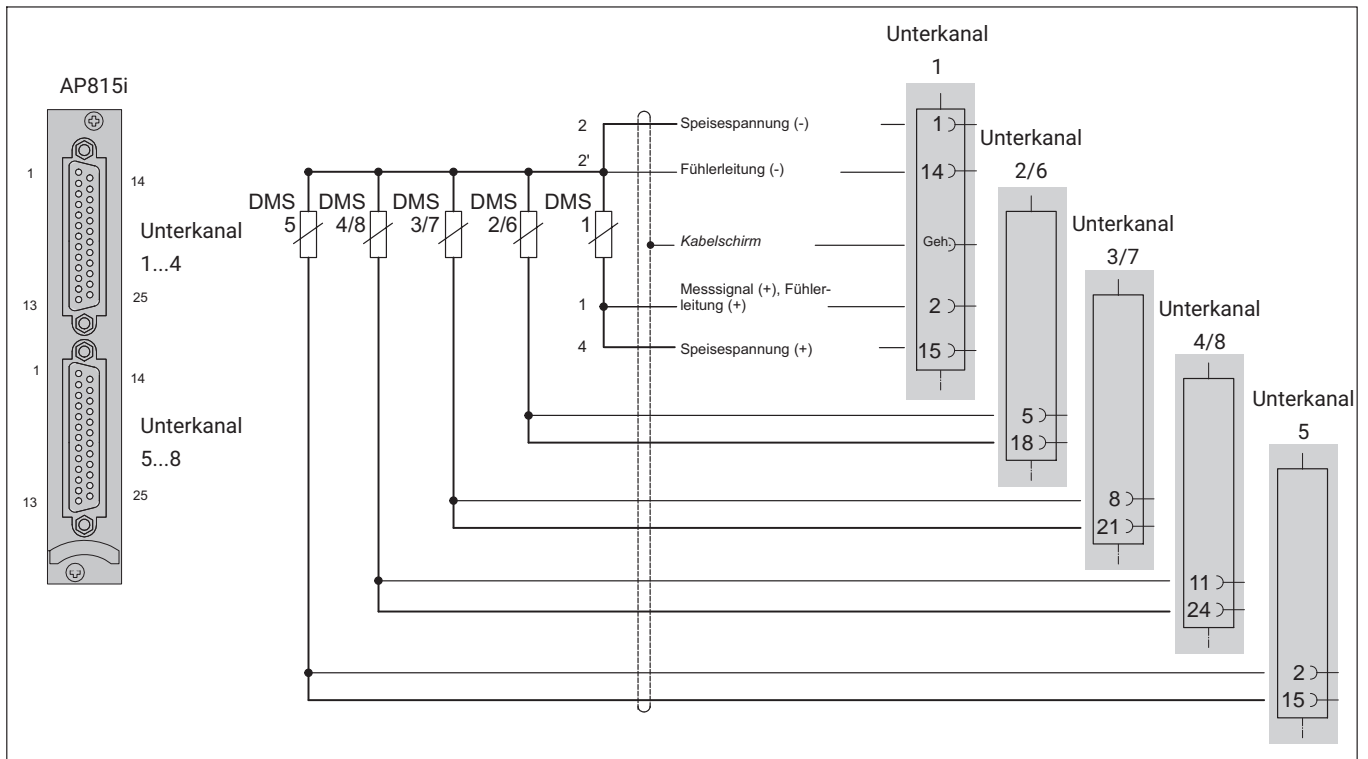 AP815i
1
14
13
25
Unterkanal
1...4
1
14
13
25
Unterkanal
5...8
DMS
5
DMS
4/8
DMS
3/7
DMS
2/6
DMS
1
2
2'
1
4
Speisespannung (-)
Fühlerleitung (-)
Kabelschirm
Messsignal (+), Fühler-
leitung (+)
Speisespannung (+)
Unterkanal
1
1
14
Geh.
2
15
Unterkanal
2/6
5
18
Unterkanal
3/7
8
21
Unterkanal
4/8
11
24
Unterkanal
5
2
15